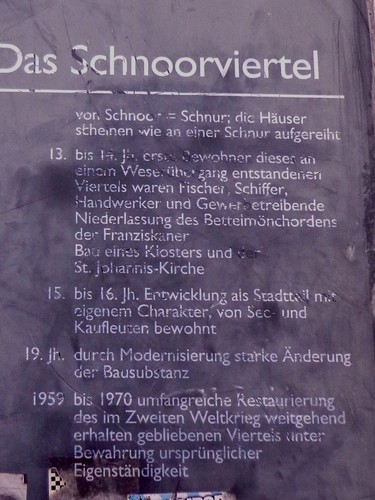 Das Schnoorviertel
von Schnoor = Schnur; die Häuser
stheinen wie an einer Schnur aufgereiht
13. bis 14. Jh. erste Bewohner dieser an
einem Weserübergang entstandenen
Viertels waren Fischer, Schiffer,
Handwerker und Gewerbetreibende
Niederlassung des Bettelmönchordens
der Franziskaner
Bau eines Klosters und der
St. Johannis-Kirche
15. bis 16. Jh. Entwicklung als Stadtteil mit
eigenem Charakter, von See- und
Kaufleuten bewohnt
19. Jh. durch Modernisierung starke Änderung
der Bausubstanz
1959 bis 1970 umfangreiche Restaurierung
des im Zweiten Weltkrieg weitgehend
erhalten gebliebenen Viertels unter
Bewahrung ursprünglicher
Eigenständigkeit